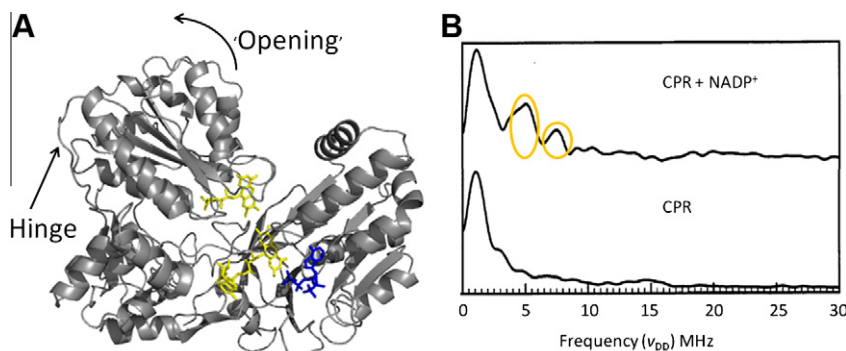 A
'Opening'
Hinge
B
CPR + NADP⁺
CPR
0 5 10 15 20 25 30
Frequency (νDD) MHz